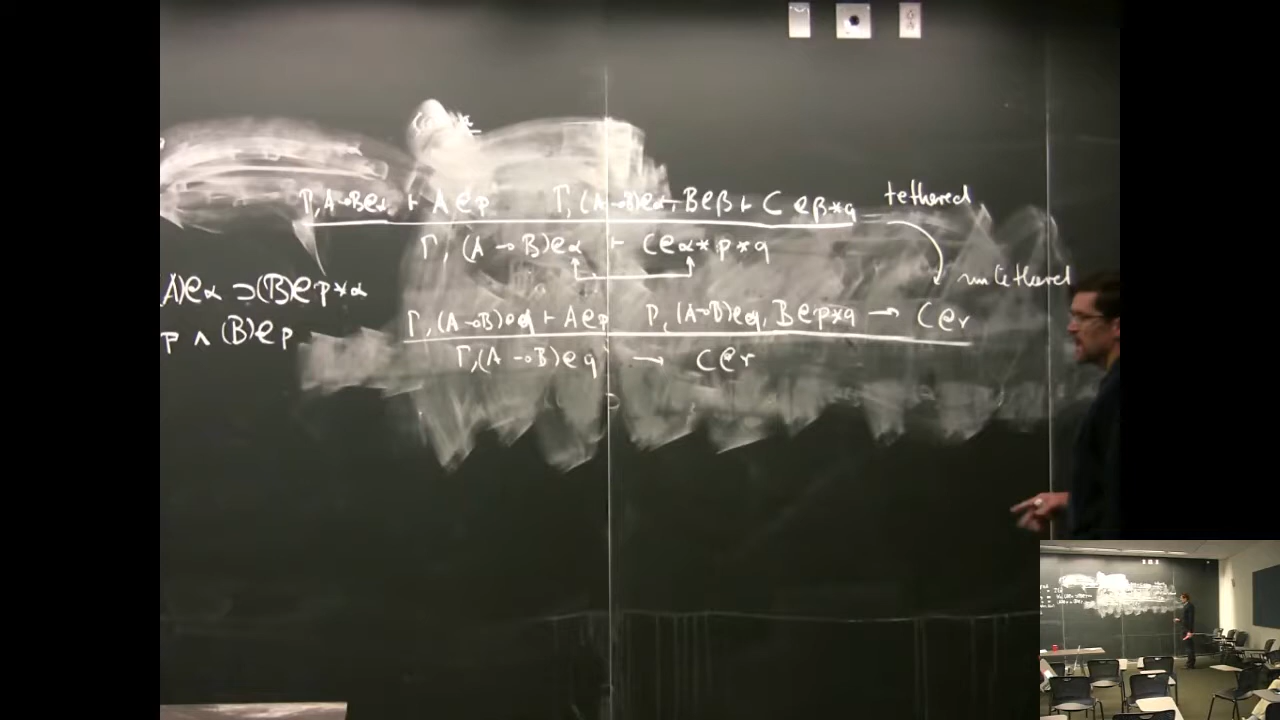 Γ, A ⊸ B @ α ⊢ A @ p    Γ, (A ⊸ B) @ α, B @ β ⊢ C @ β * q    tethered
Γ, (A ⊸ B) @ α ⊢ C @ α * p * q
untethered
A) @ α ⊃ (B) @ p * α
Γ, (A ⊸ B) @ q ⊢ A @ p    Γ, (A ⊸ B) @ q, B @ p * q → C @ r
p ∧ (B) @ p
Γ, (A ⊸ B) @ q → C @ r